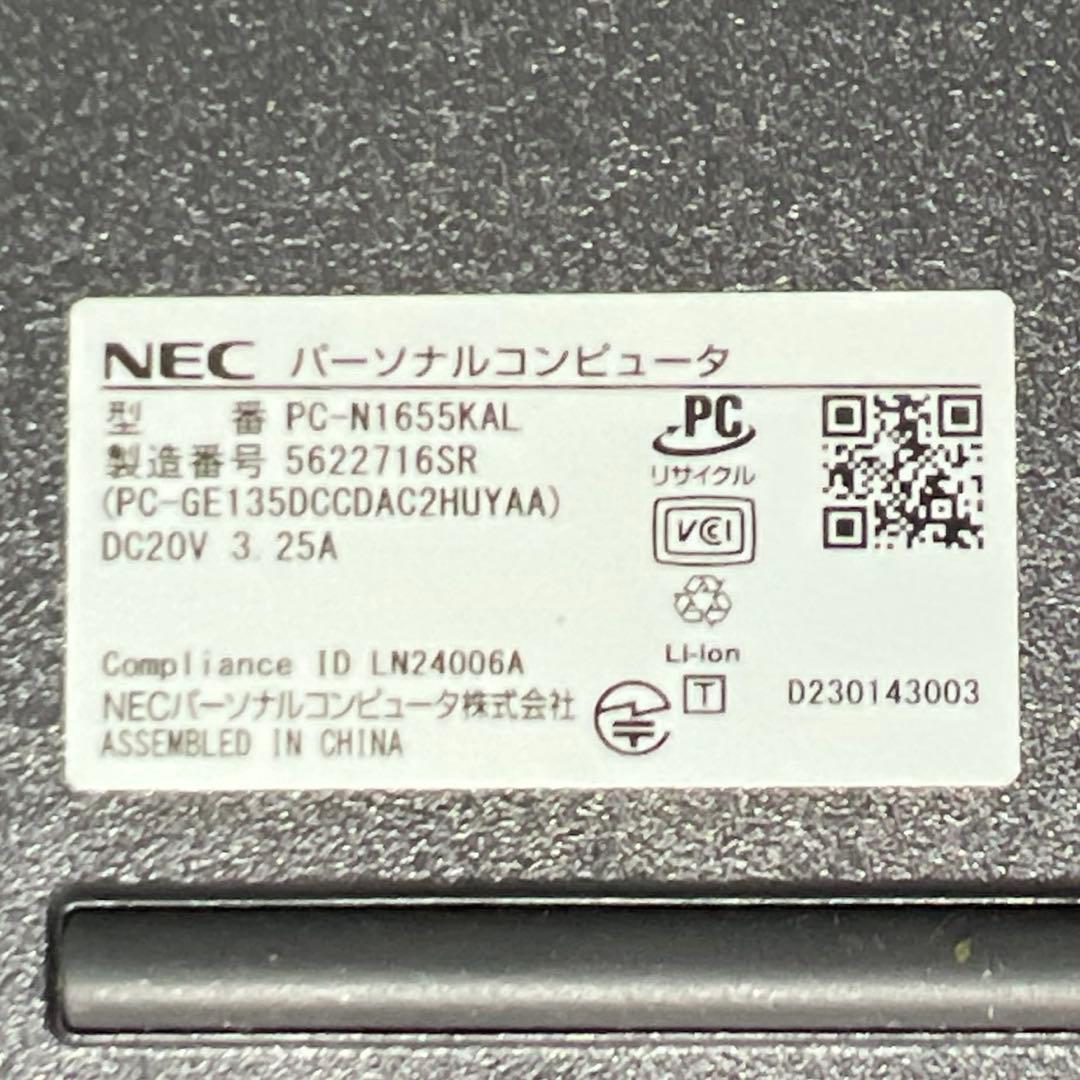 NEC パーソナルコンピュータ
型 番 PC-N1655KAL
製造番号 5622716SR
(PC-GE135DCCDAC2HUYAA)
DC20V 3.25A
PC
リサイクル
VCI
Li-ion
T
D230143003
Compliance ID LN24006A
NECパーソナルコンピュータ株式会社
ASSEMBLED IN CHINA